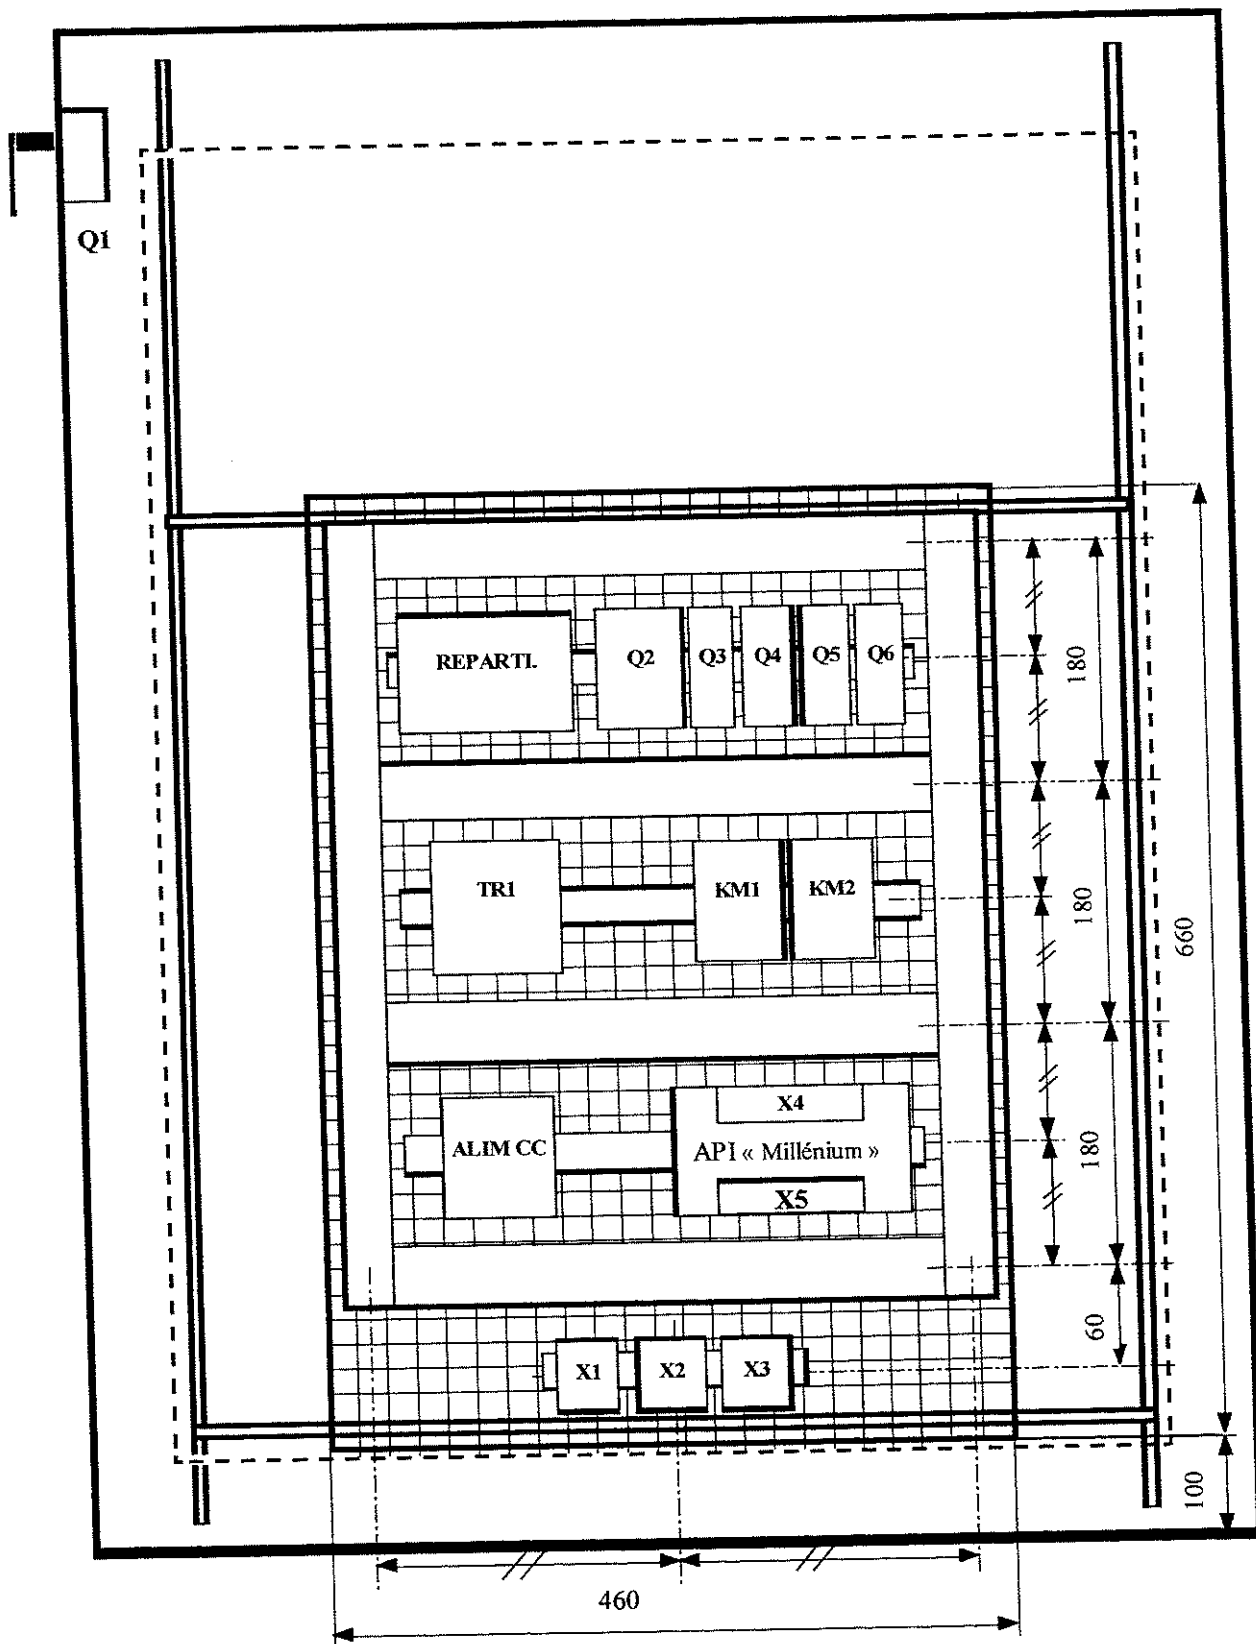 Q1
REPARTI.
Q2
Q3
Q4
Q5
Q6
180
TR1
KM1
KM2
180
660
X4
ALIM CC
API « Millénium »
X5
180
X1
X2
X3
60
100
460